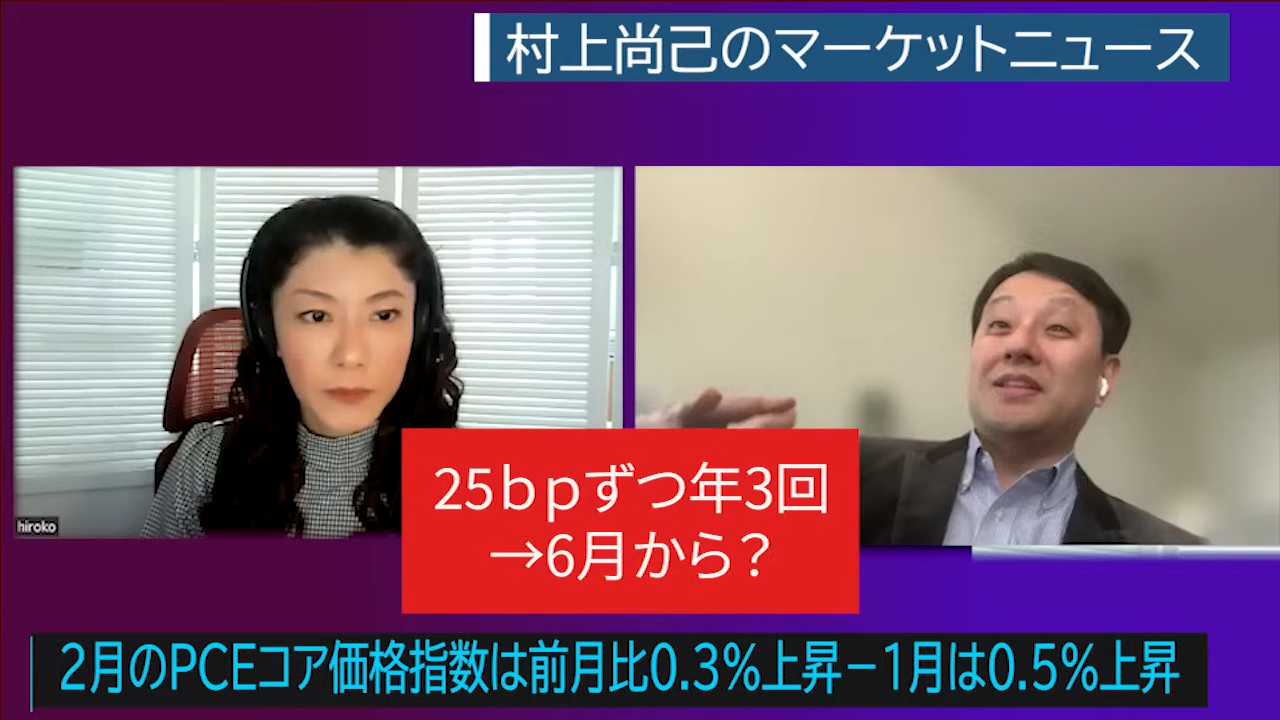 村上尚己のマーケットニュース
hiroko
25ｂｐずつ年3回
→6月から？
２月のPCEコア価格指数は前月比0.3％上昇－1月は0.5％上昇